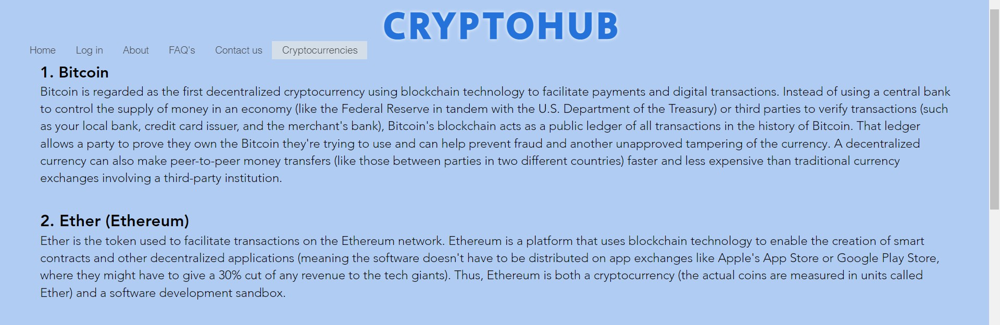 CRYPTOHUB
Home Log in About FAQ's Contact us Cryptocurrencies
1. Bitcoin
Bitcoin is regarded as the first decentralized cryptocurrency using blockchain technology to facilitate payments and digital transactions. Instead of using a central bank
to control the supply of money in an economy (like the Federal Reserve in tandem with the U.S. Department of the Treasury) or third parties to verify transactions (such
as your local bank, credit card issuer, and the merchant's bank), Bitcoin's blockchain acts as a public ledger of all transactions in the history of Bitcoin. That ledger
allows a party to prove they own the Bitcoin they're trying to use and can help prevent fraud and another unapproved tampering of the currency. A decentralized
currency can also make peer-to-peer money transfers (like those between parties in two different countries) faster and less expensive than traditional currency
exchanges involving a third-party institution.
2. Ether (Ethereum)
Ether is the token used to facilitate transactions on the Ethereum network. Ethereum is a platform that uses blockchain technology to enable the creation of smart
contracts and other decentralized applications (meaning the software doesn't have to be distributed on app exchanges like Apple's App Store or Google Play Store,
where they might have to give a 30% cut of any revenue to the tech giants). Thus, Ethereum is both a cryptocurrency (the actual coins are measured in units called
Ether) and a software development sandbox.